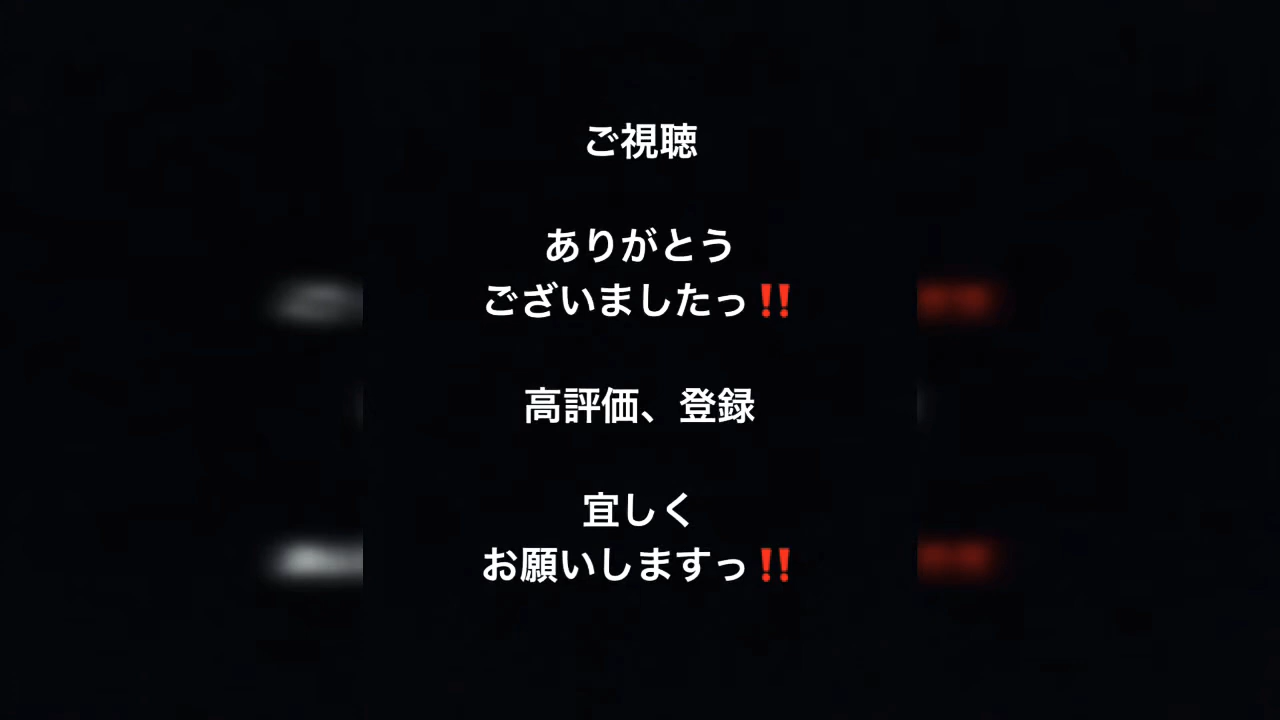 ご視聴
ありがとう
ございましたっ‼️
高評価、登録
宜しく
お願いしますっ‼️